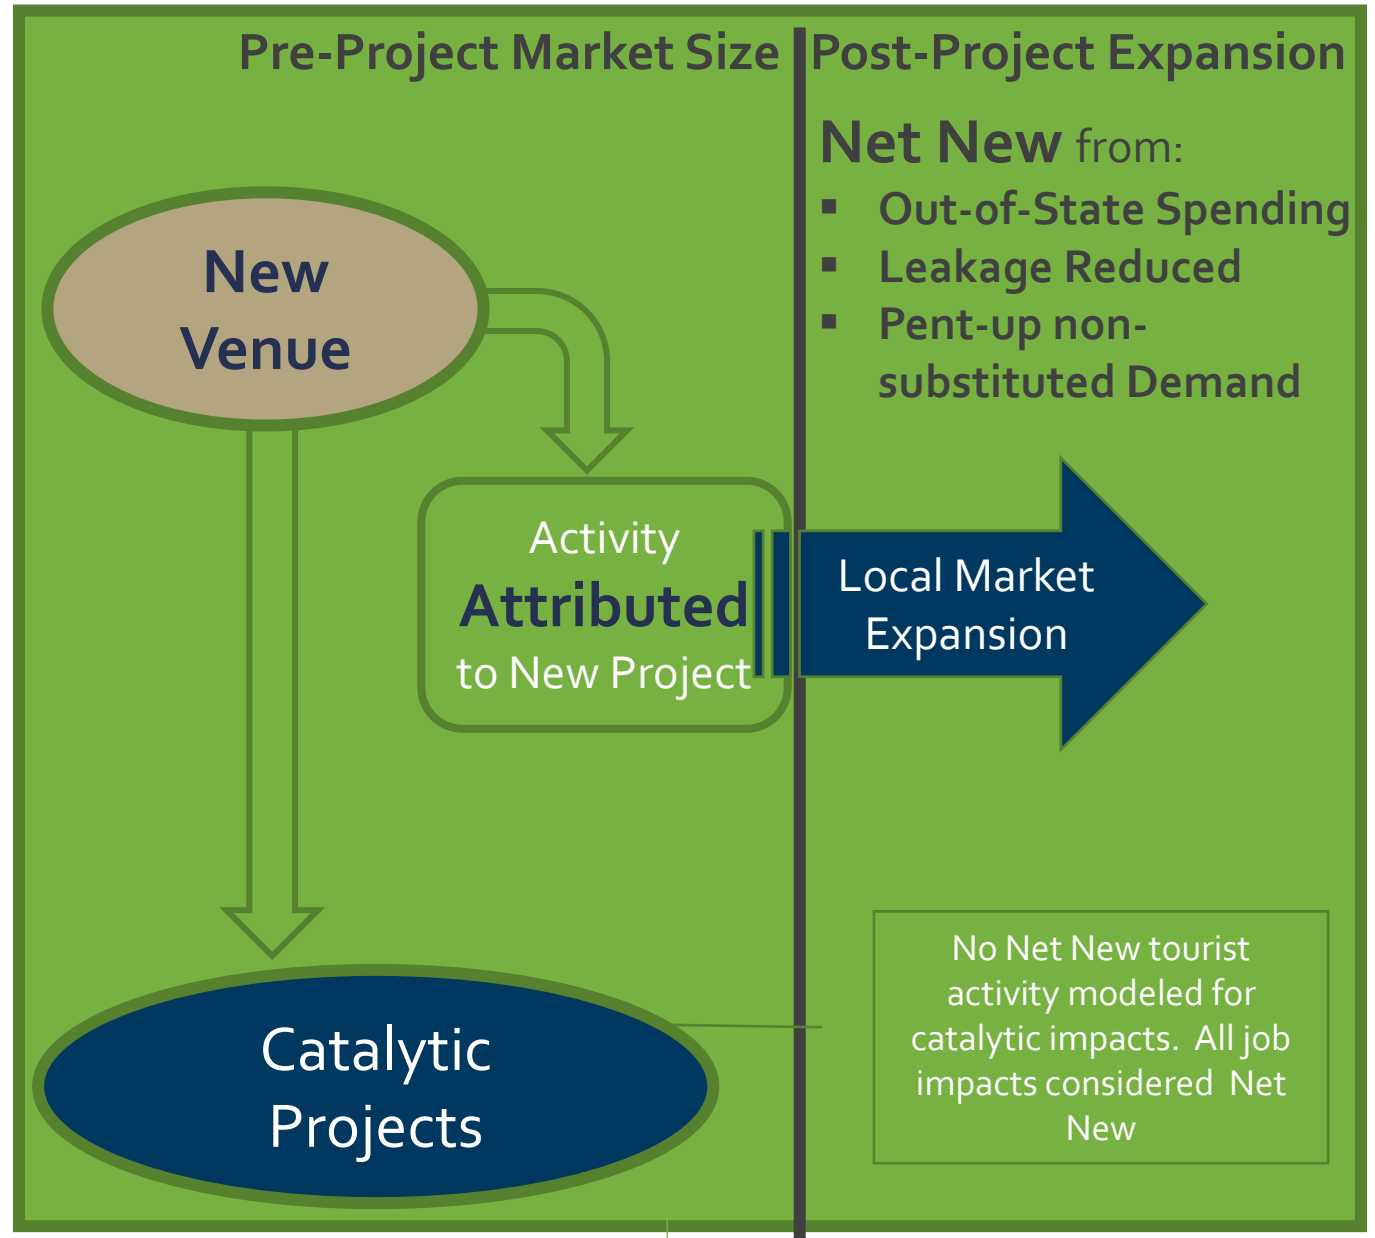 Pre-Project Market Size
Post-Project Expansion
Net New from:
▪ Out-of-State Spending
▪ Leakage Reduced
▪ Pent-up non-
substituted Demand
New
Venue
Activity
Attributed
to New Project
Local Market
Expansion
Catalytic
Projects
No Net New tourist
activity modeled for
catalytic impacts.  All job
impacts considered  Net
New